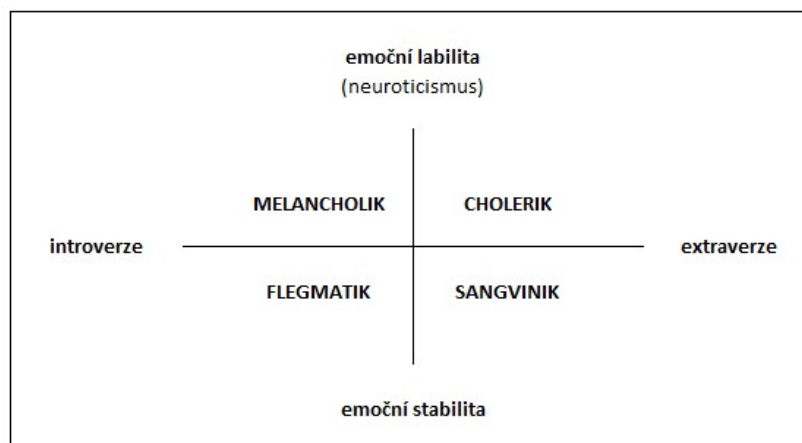 emoční labilita
(neuroticismus)
MELANCHOLIK CHOLERIK
introverze extraverze
FLEGMATIK SANGVINIK
emoční stabilita